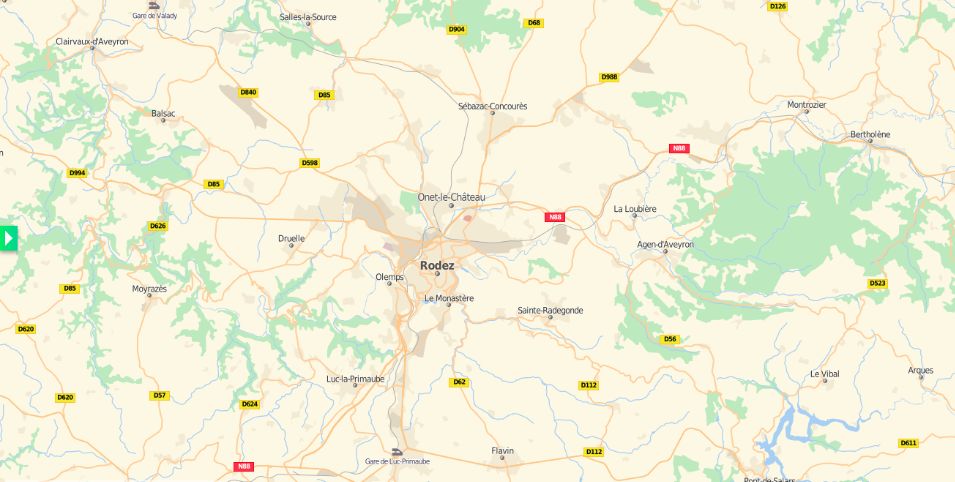 D126
Gare de Valady
Salles-la-Source
D68
D904
Clairvaux-d'Aveyron
D988
D840
D85
Sébazac-Concourès
Montrozier
Balsac
Bertholène
N88
n
D598
D994
D85
Onet-le-Château
La Loubière
N88
D626
Druelle
Agen-d'Aveyron
Rodez
Olemps
D523
D85
Moyrazès
Le Monastère
Sainte-Radegonde
D620
D56
Arques
Le Vibal
Luc-la-Primaube
D62
D112
D57
D620
D624
D611
Flavin
D112
Gare de Luc-Primaube
N88
Pont-de-Salars